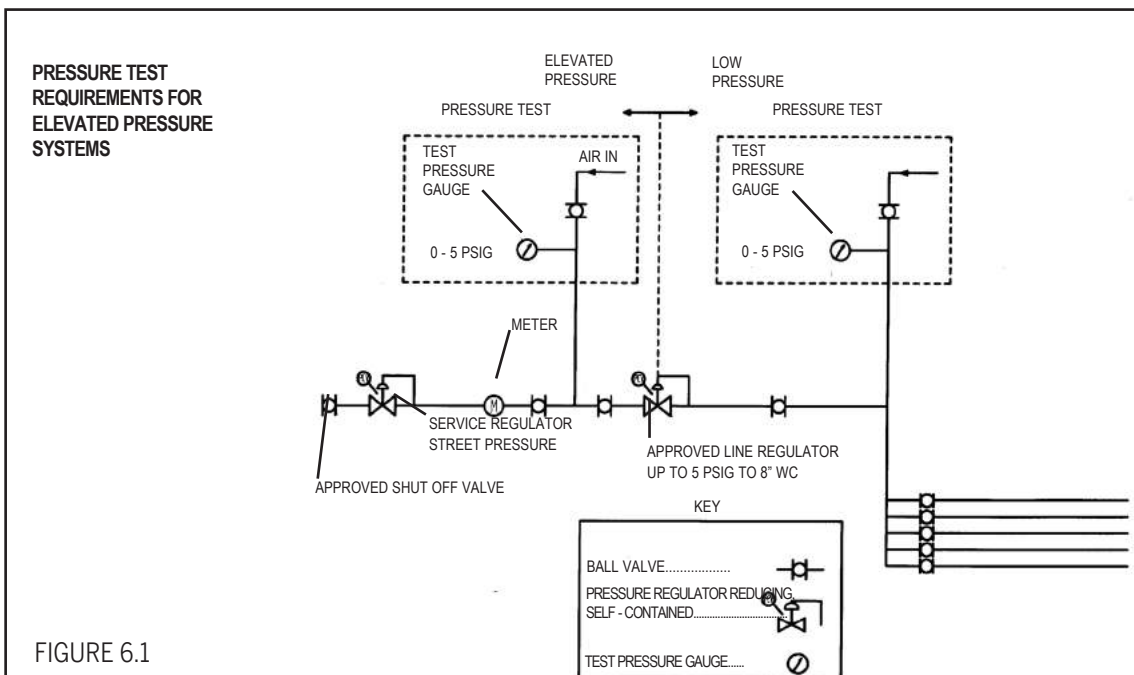 PRESSURE TEST
REQUIREMENTS FOR
ELEVATED PRESSURE
SYSTEMS
ELEVATED
PRESSURE
LOW
PRESSURE
PRESSURE TEST
PRESSURE TEST
TEST
PRESSURE
GAUGE
AIR IN
0 - 5 PSIG
TEST
PRESSURE
GAUGE
0 - 5 PSIG
METER
M
SERVICE REGULATOR
STREET PRESSURE
APPROVED SHUT OFF VALVE
APPROVED LINE REGULATOR
UP TO 5 PSIG TO 8" WC
KEY
BALL VALVE..................
PRESSURE REGULATOR REDUCING,
SELF - CONTAINED................................
TEST PRESSURE GAUGE......
FIGURE 6.1